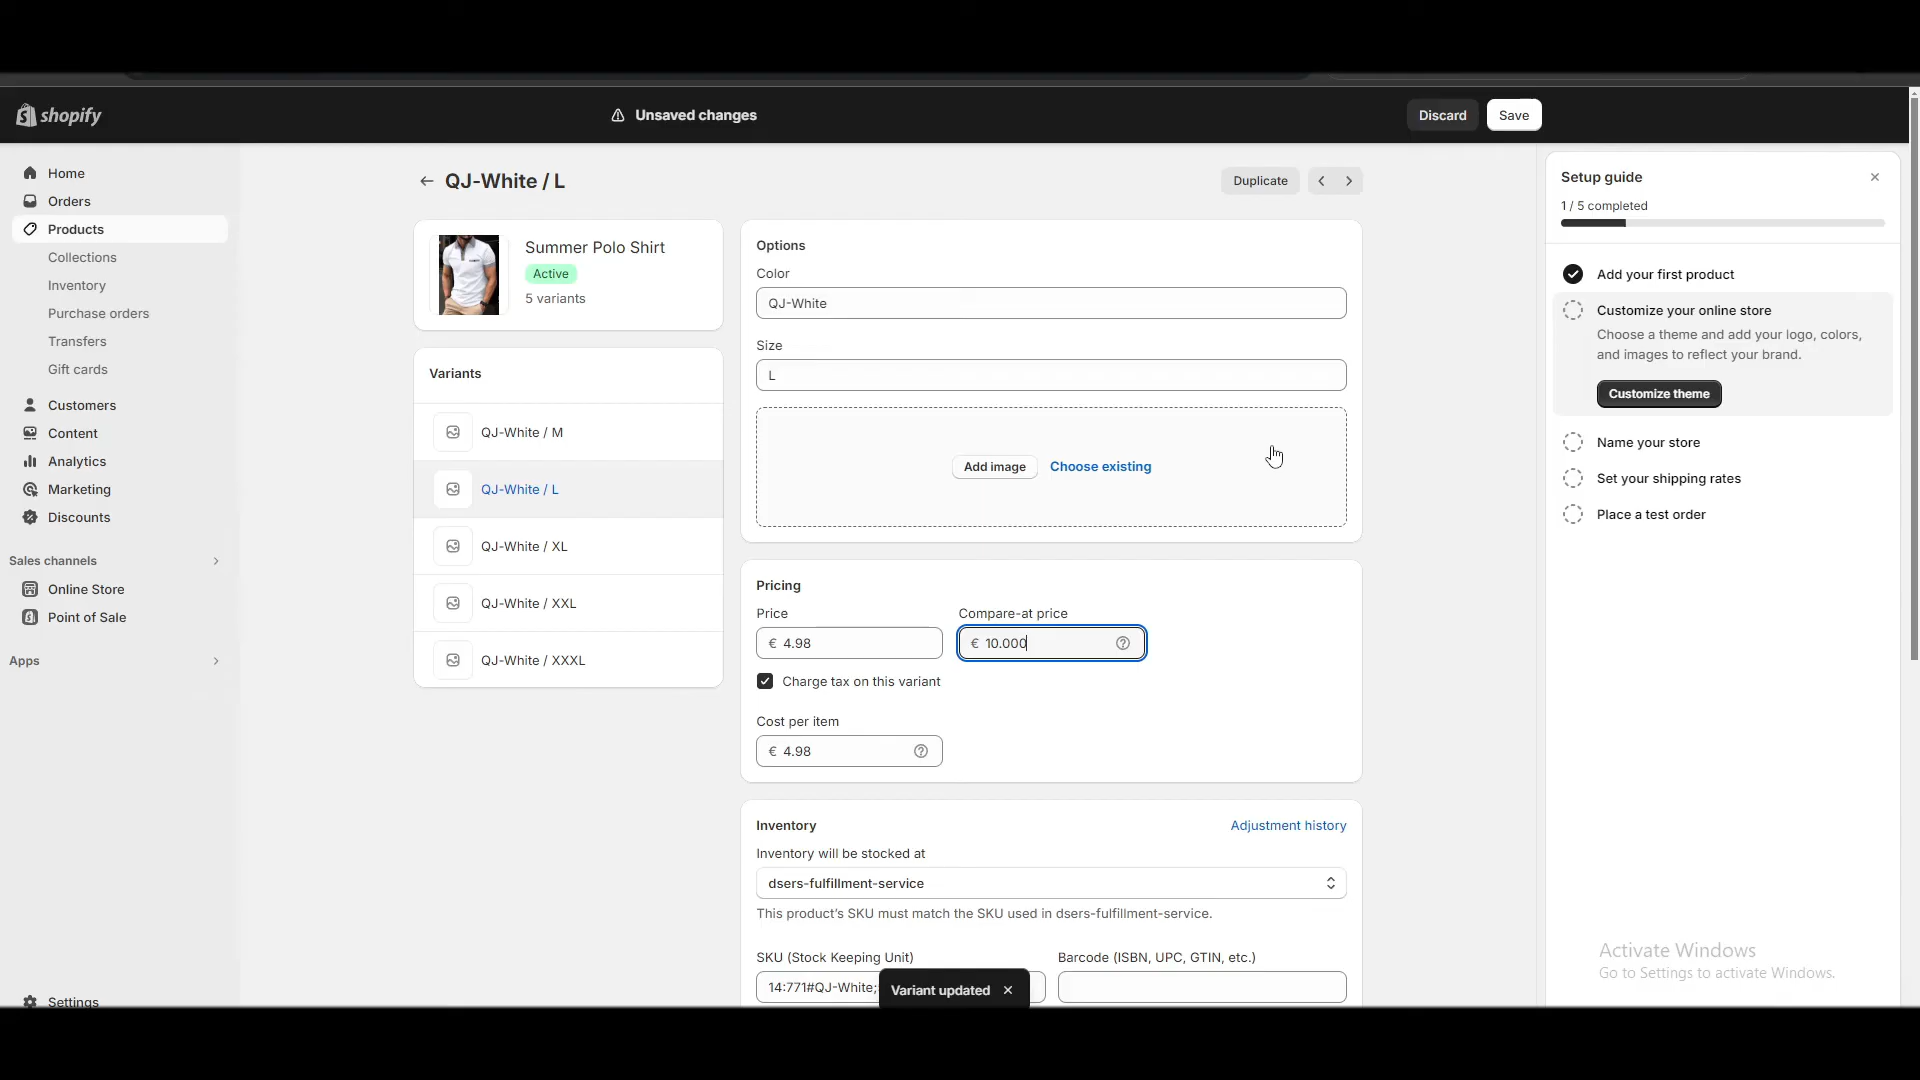 shopify
Unsaved changes
Discard
Save
Home
Orders
Products
Collections
Inventory
Purchase orders
Transfers
Gift cards
Customers
Content
Analytics
Marketing
Discounts
Sales channels
Online Store
Point of Sale
Apps
Settings
QJ-White / L
Duplicate
Summer Polo Shirt
Active
5 variants
Variants
QJ-White / M
QJ-White / L
QJ-White / XL
QJ-White / XXL
QJ-White / XXXL
Options
Color
QJ-White
Size
L
Add image Choose existing
Pricing
Price Compare-at price
€ 4.98 € 10.000
Charge tax on this variant
Cost per item
€ 4.98
Inventory Adjustment history
Inventory will be stocked at
dsers-fulfillment-service
This product's SKU must match the SKU used in dsers-fulfillment-service.
SKU (Stock Keeping Unit) Barcode (ISBN, UPC, GTIN, etc.)
14:771#QJ-White;
Variant updated
Setup guide
1 / 5 completed
Add your first product
Customize your online store
Choose a theme and add your logo, colors,
and images to reflect your brand.
Customize theme
Name your store
Set your shipping rates
Place a test order
Activate Windows
Go to Settings to activate Windows.